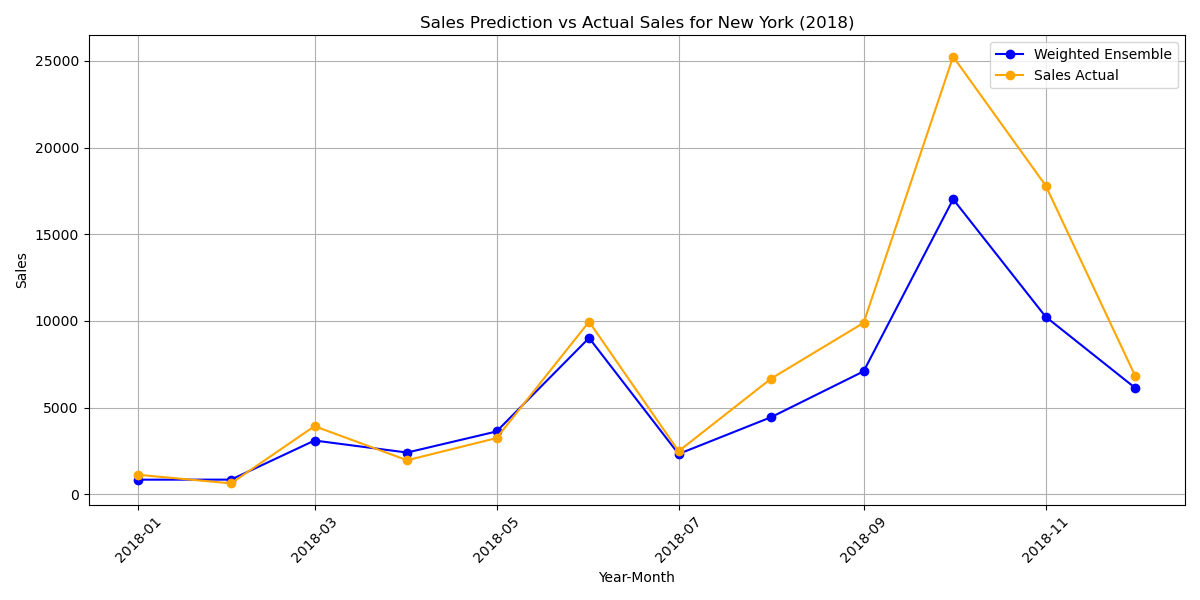 Sales Prediction vs Actual Sales for New York (2018)
Weighted Ensemble
Sales Actual
25000
20000
15000
10000
5000
0
Sales
2018-01
2018-03
2018-05
2018-07
2018-09
2018-11
Year-Month